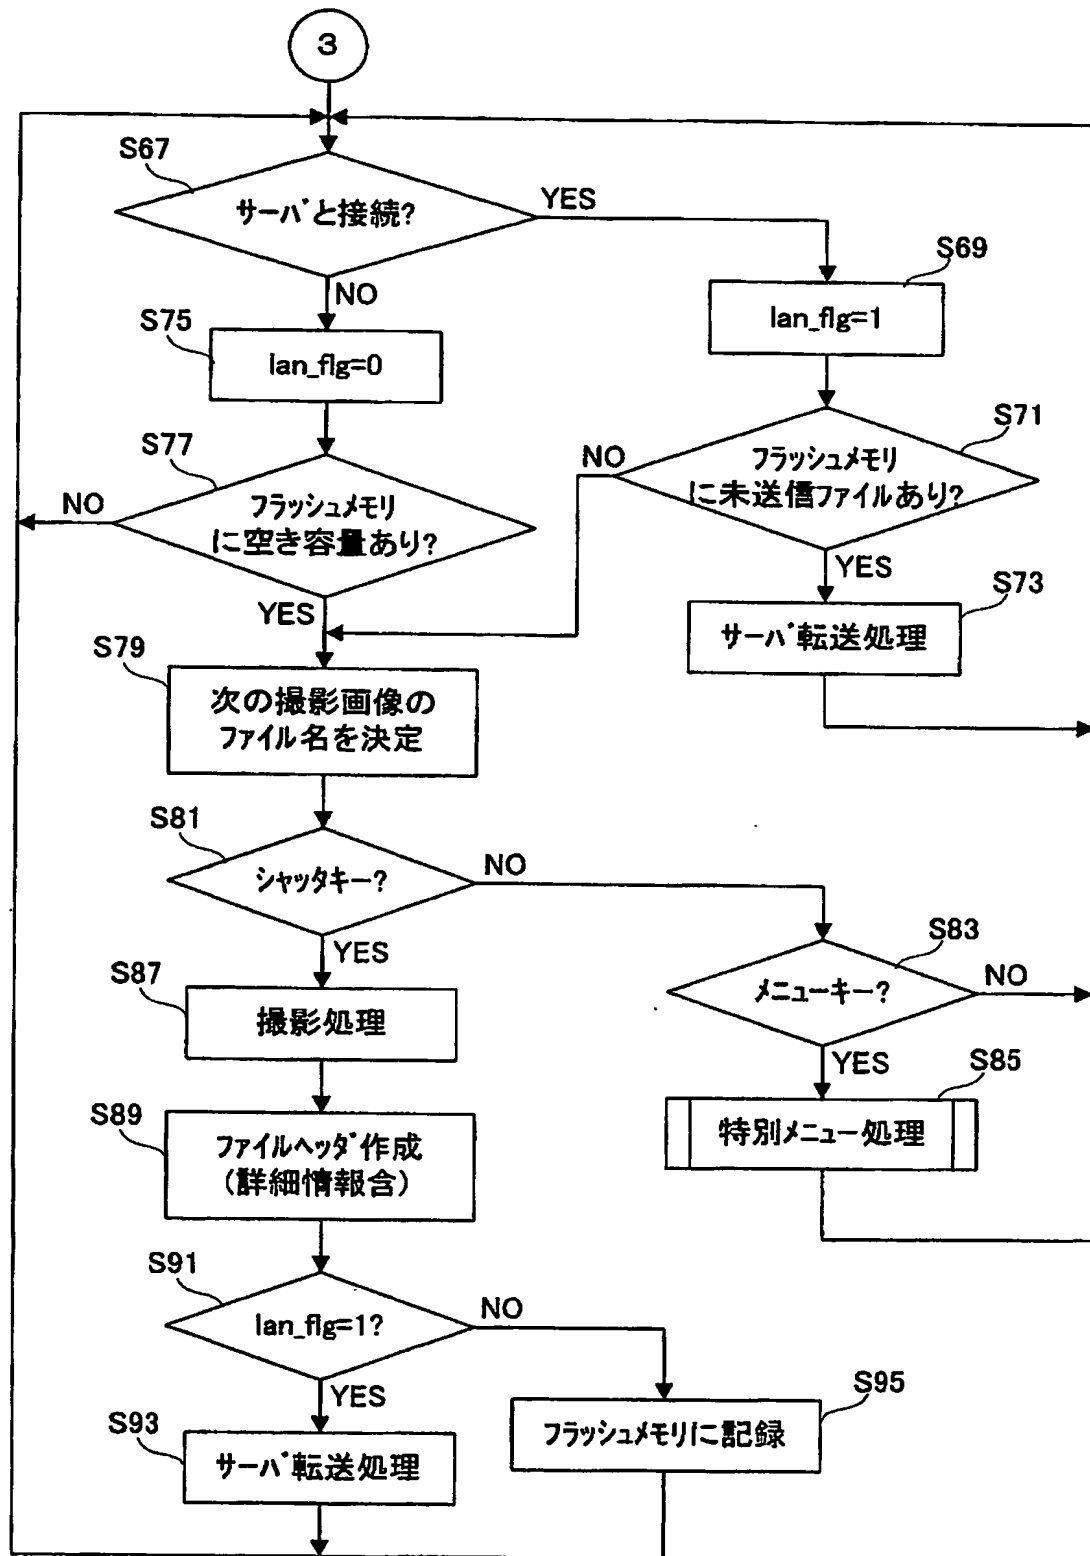 3
S67
サーバと接続?
YES
NO
S69
lan_flg=1
S75
lan_flg=0
S71
フラッシュメモリ
に未送信ファイルあり?
NO
YES
S77
フラッシュメモリ
に空き容量あり?
NO
YES
S73
サーバ転送処理
S79
次の撮影画像の
ファイル名を決定
S81
シャッタキー?
NO
YES
S83
メニューキー?
NO
YES
S87
撮影処理
S85
特別メニュー処理
S89
ファイルヘッダ作成
(詳細情報含)
S91
lan_flg=1?
NO
YES
S95
フラッシュメモリに記録
S93
サーバ転送処理